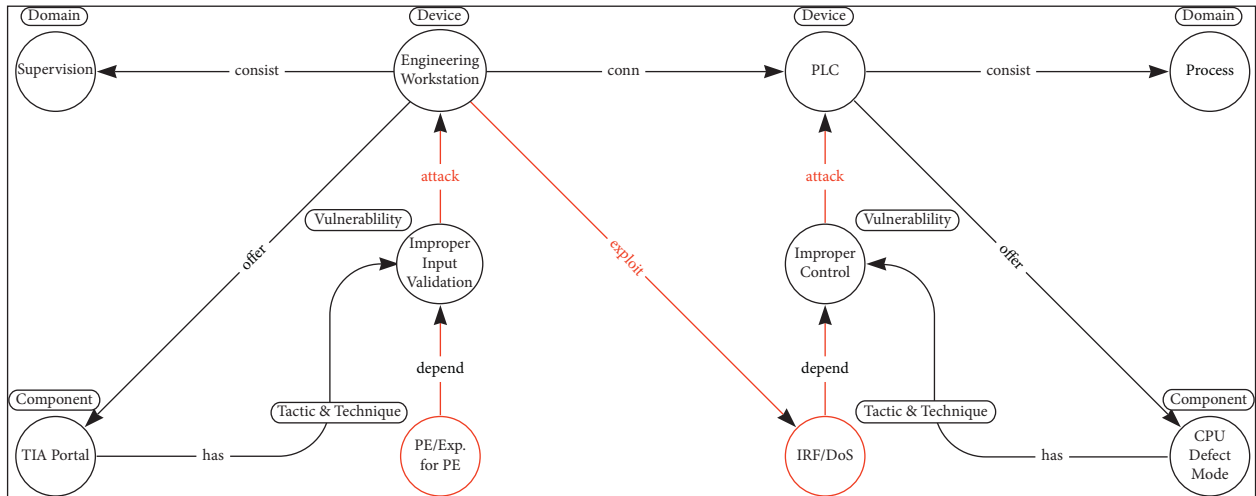 Domain
Device
Device
Domain
Supervision
consist
Engineering
Workstation
conn
PLC
consist
Process
attack
attack
Vulnerablility
Vulnerablility
offer
Improper
Input
Validation
exploit
Improper
Control
offer
depend
depend
Component
Tactic & Technique
Tactic & Technique
Component
TIA Portal
has
PE/Exp.
for PE
IRF/DoS
has
CPU
Defect
Mode